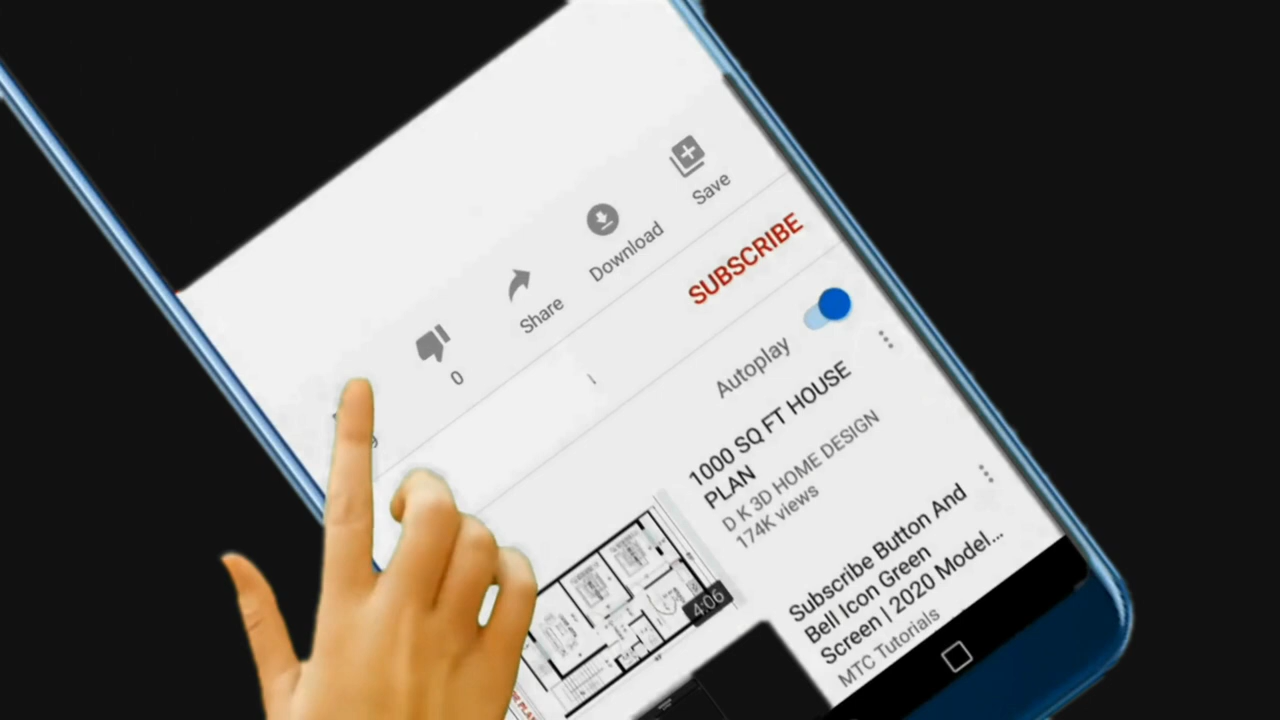 0
Share
Download
Save
SUBSCRIBE
Autoplay
1000 SQ FT HOUSE
PLAN
D K 3D HOME DESIGN
174K views
4:06
Subscribe Button And
Bell Icon Green
Screen | 2020 Model...
MTC Tutorials